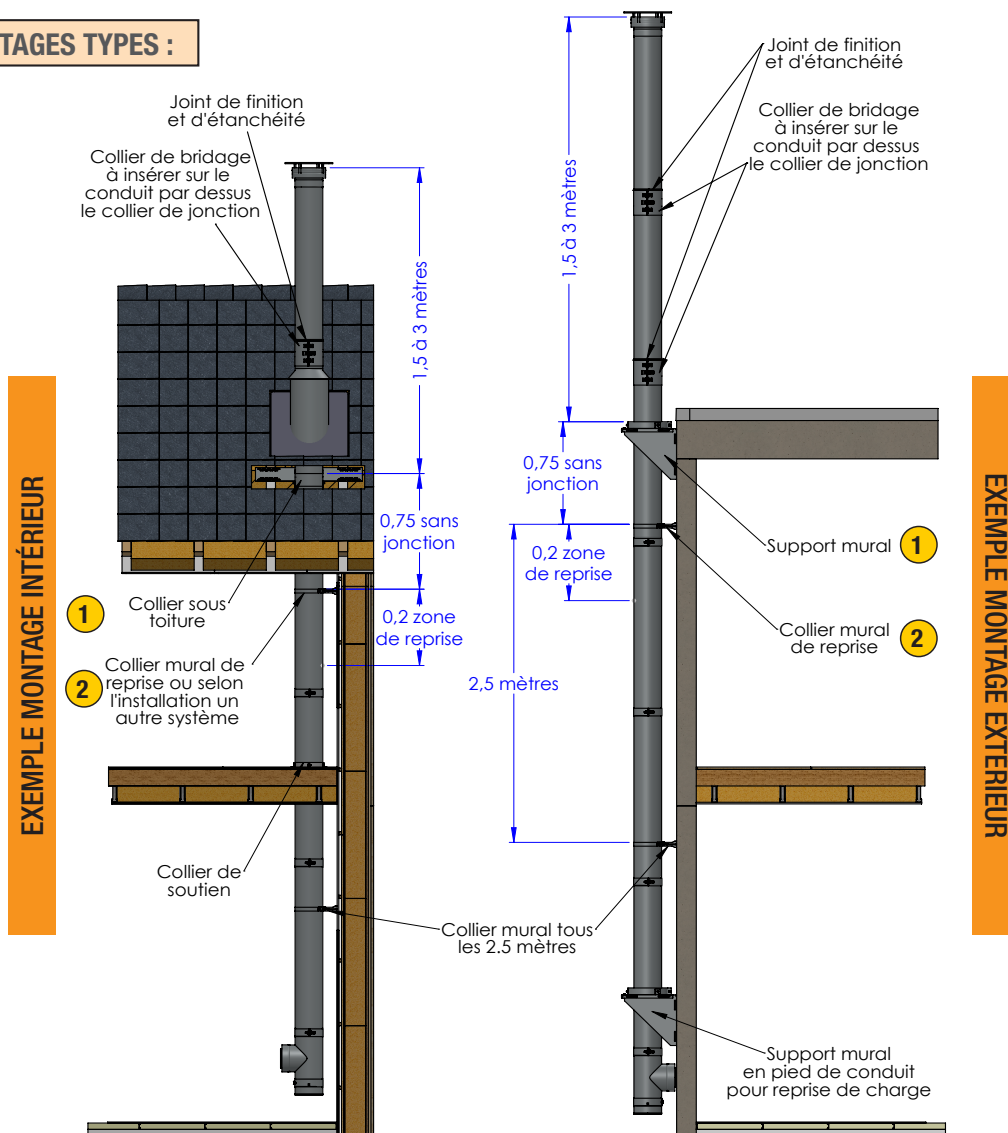 TAGES TYPES :
EXEMPLE MONTAGE INTÉRIEUR
Joint de finition
et d'étanchéité
Collier de bridage
à insérer sur le
conduit par dessus
le collier de jonction
1,5 à 3 mètres
0,75 sans
jonction
0,2 zone
de reprise
1
Collier sous
toiture
2
Collier mural de
reprise ou selon
l'installation un
autre système
Collier de
soutien
Collier mural tous
les 2.5 mètres
Joint de finition
et d'étanchéité
Collier de bridage
à insérer sur le
conduit par dessus
le collier de jonction
1,5 à 3 mètres
0,75 sans
jonction
0,2 zone
de reprise
2,5 mètres
Support mural
1
Collier mural
de reprise
2
Support mural
en pied de conduit
pour reprise de charge
EXEMPLE MONTAGE EXTERIEUR